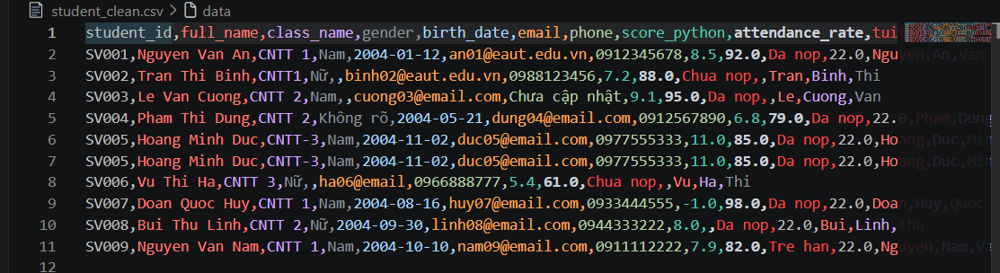 student_clean.csv > data
1 student_id,full_name,class_name,gender,birth_date,email,phone,score_python,attendance_rate,tui
2 SV001,Nguyen Van An,CNTT 1,Nam,2004-01-12,an01@eaut.edu.vn,0912345678,8.5,92.0,Da nop,22.0,Nguyen,An,Van
3 SV002,Tran Thi Binh,CNTT1,Nữ,,binh02@eaut.edu.vn,0988123456,7.2,88.0,Chua nop,,Tran,Binh,Thi
4 SV003,Le Van Cuong,CNTT 2,Nam,,cuong03@email.com,Chưa cập nhật,9.1,95.0,Da nop,,Le,Cuong,Van
5 SV004,Pham Thi Dung,CNTT 2,Không rõ,2004-05-21,dung04@email.com,0912567890,6.8,79.0,Da nop,22.0,Pham,Dung
6 SV005,Hoang Minh Duc,CNTT-3,Nam,2004-11-02,duc05@email.com,0977555333,11.0,85.0,Da nop,22.0,Hoang,Duc,Min
7 SV005,Hoang Minh Duc,CNTT-3,Nam,2004-11-02,duc05@email.com,0977555333,11.0,85.0,Da nop,22.0,Hoang,Duc,Min
8 SV006,Vu Thi Ha,CNTT 3,Nữ,,ha06@email,0966888777,5.4,61.0,Chua nop,,Vu,Ha,Thi
9 SV007,Doan Quoc Huy,CNTT 1,Nam,2004-08-16,huy07@email.com,0933444555,-1.0,98.0,Da nop,22.0,Doan,Huy,Quoc
10 SV008,Bui Thu Linh,CNTT 2,Nữ,2004-09-30,linh08@email.com,0944333222,8.0,,Da nop,22.0,Bui,Linh,Thu
11 SV009,Nguyen Van Nam,CNTT 1,Nam,2004-10-10,nam09@email.com,0911112222,7.9,82.0,Tre han,22.0,Nguyen,Nam,Va
12